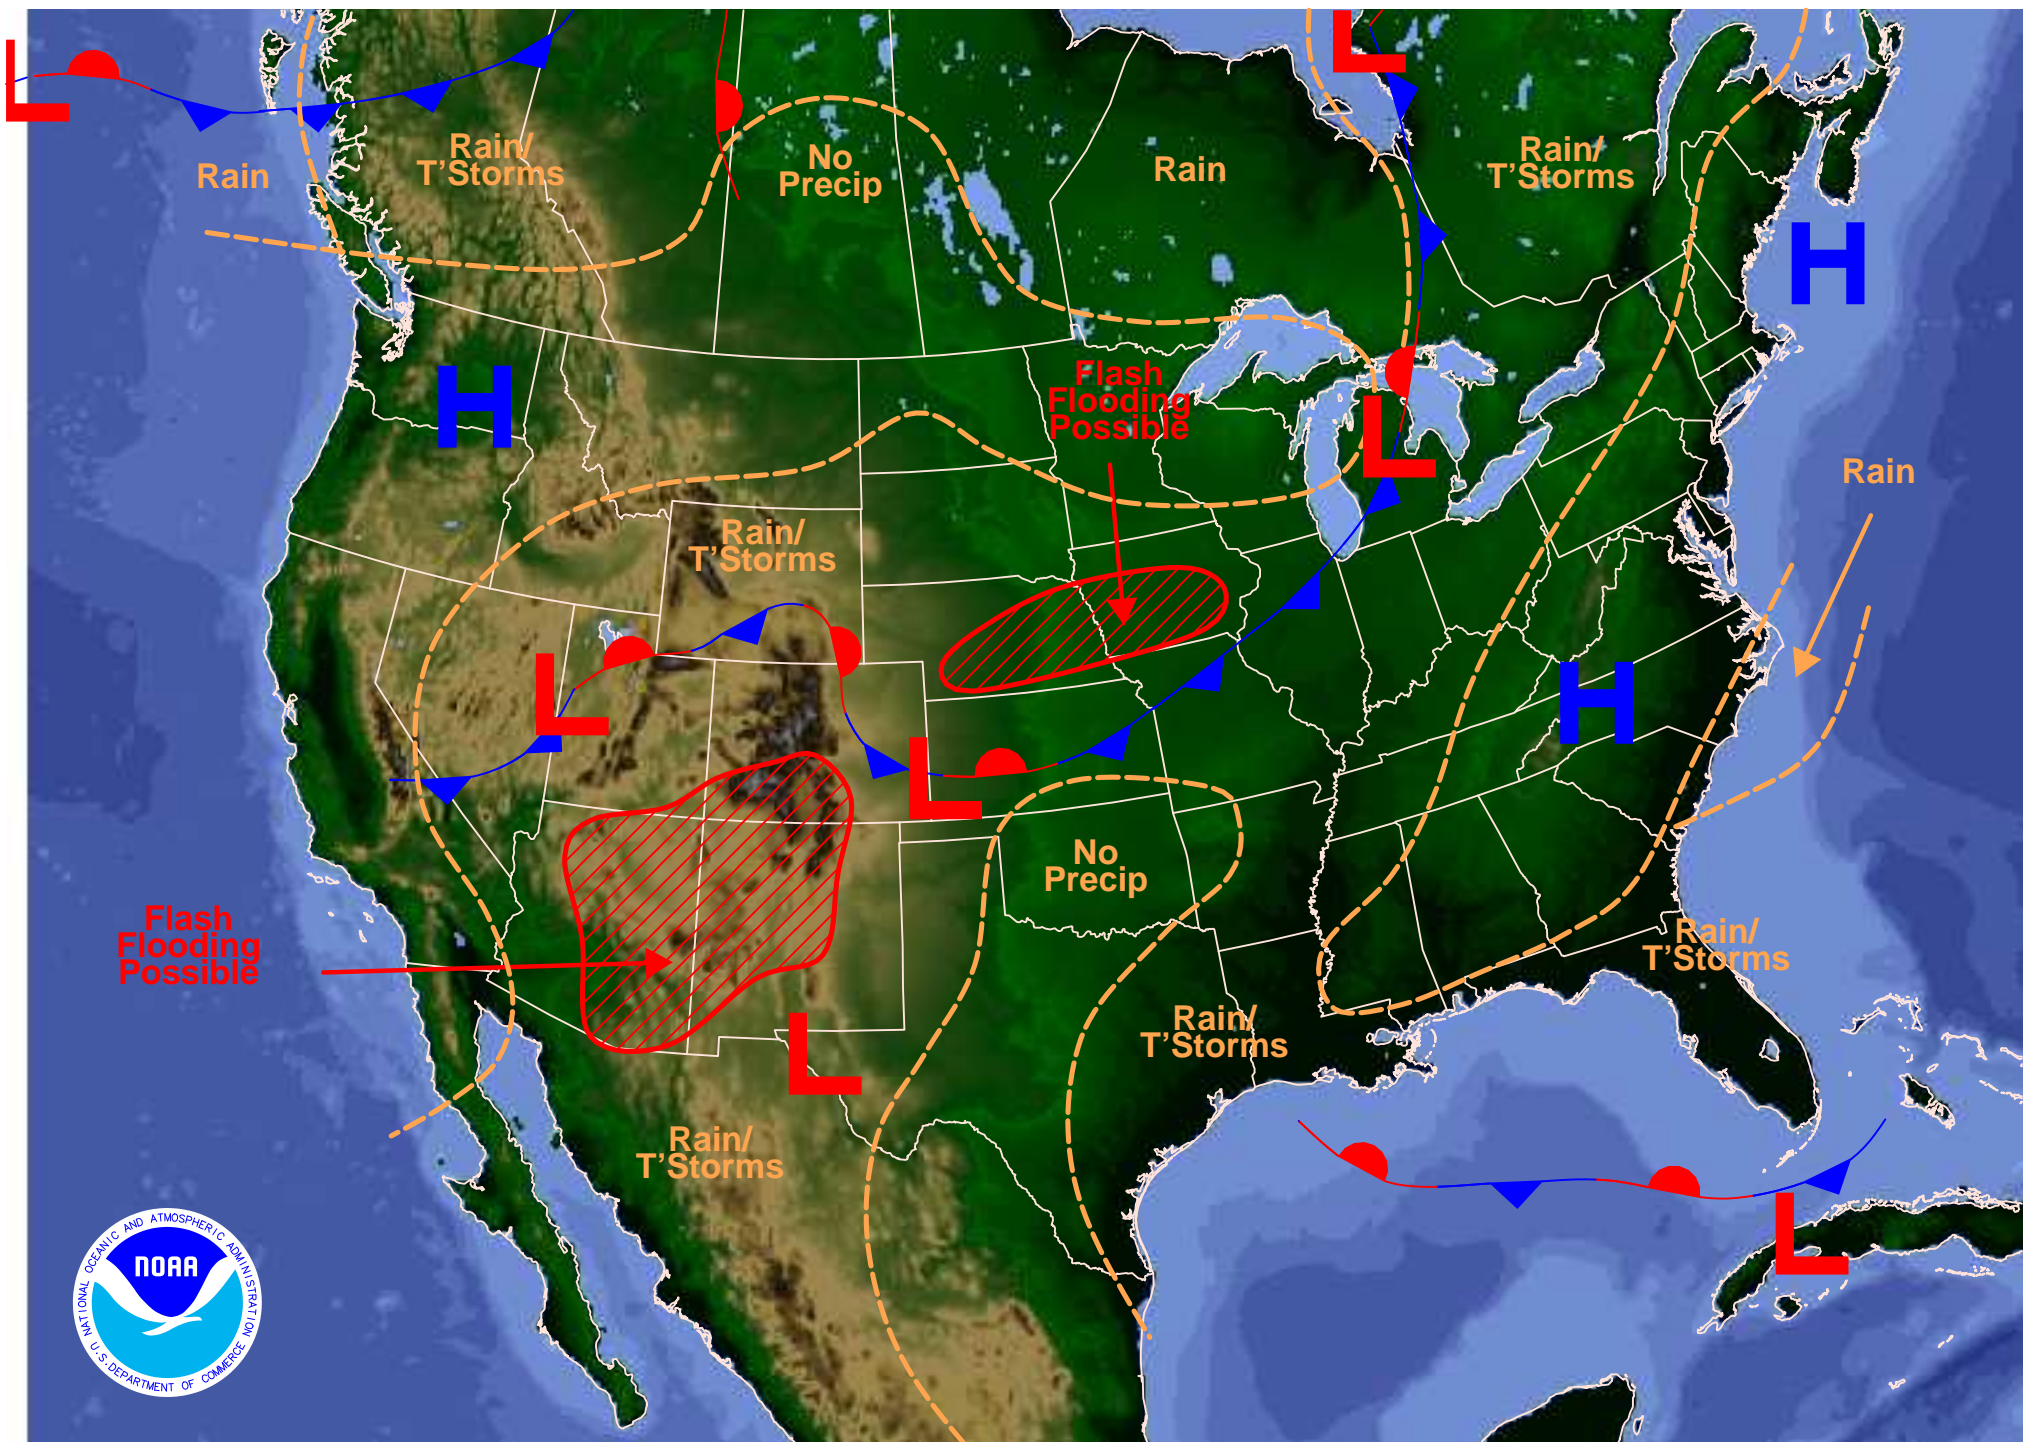 L
L
Rain/
T'Storms
Rain
No
Precip
Rain
Rain/
T'Storms
H
H
Flash
Flooding
Possible
L
Rain
Rain/
T'Storms
L
H
L
No
Precip
Flash
Flooding
Possible
Rain/
T'Storms
Rain/
T'Storms
L
Rain/
T'Storms
L
NATIONAL OCEANIC AND ATMOSPHERIC ADMINISTRATION
NOAA
U.S. DEPARTMENT OF COMMERCE